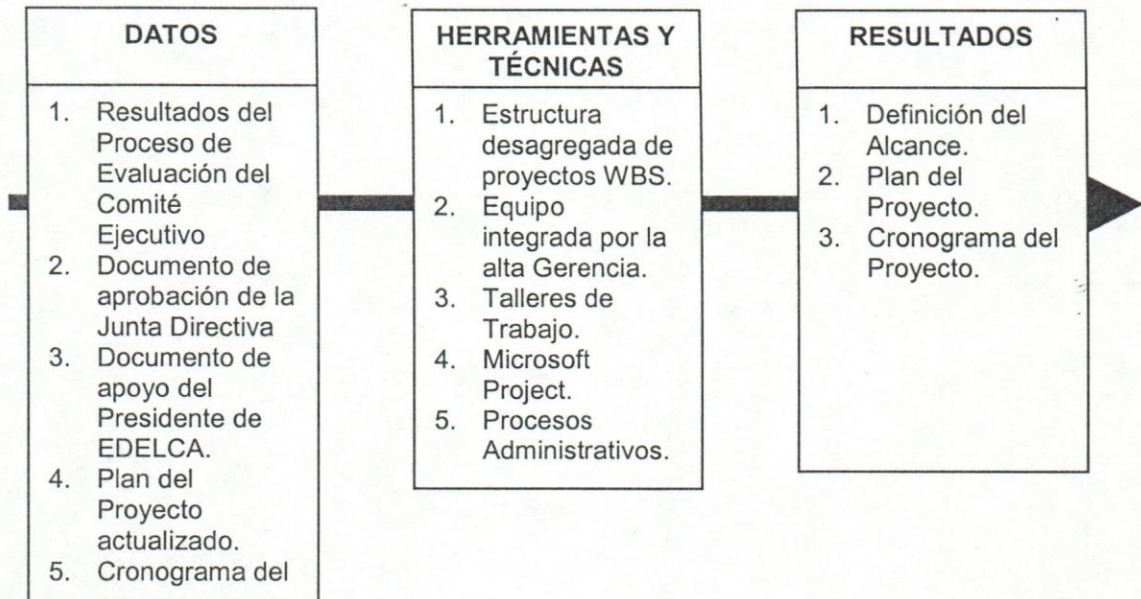 DATOS
1. Resultados del
Proceso de
Evaluación del
Comité
Ejecutivo
2. Documento de
aprobación de la
Junta Directiva
3. Documento de
apoyo del
Presidente de
EDELCA.
4. Plan del
Proyecto
actualizado.
5. Cronograma del
HERRAMIENTAS Y
TÉCNICAS
1. Estructura
desagregada de
proyectos WBS.
2. Equipo
integrada por la
alta Gerencia.
3. Talleres de
Trabajo.
4. Microsoft
Project.
5. Procesos
Administrativos.
RESULTADOS
1. Definición del
Alcance.
2. Plan del
Proyecto.
3. Cronograma del
Proyecto.